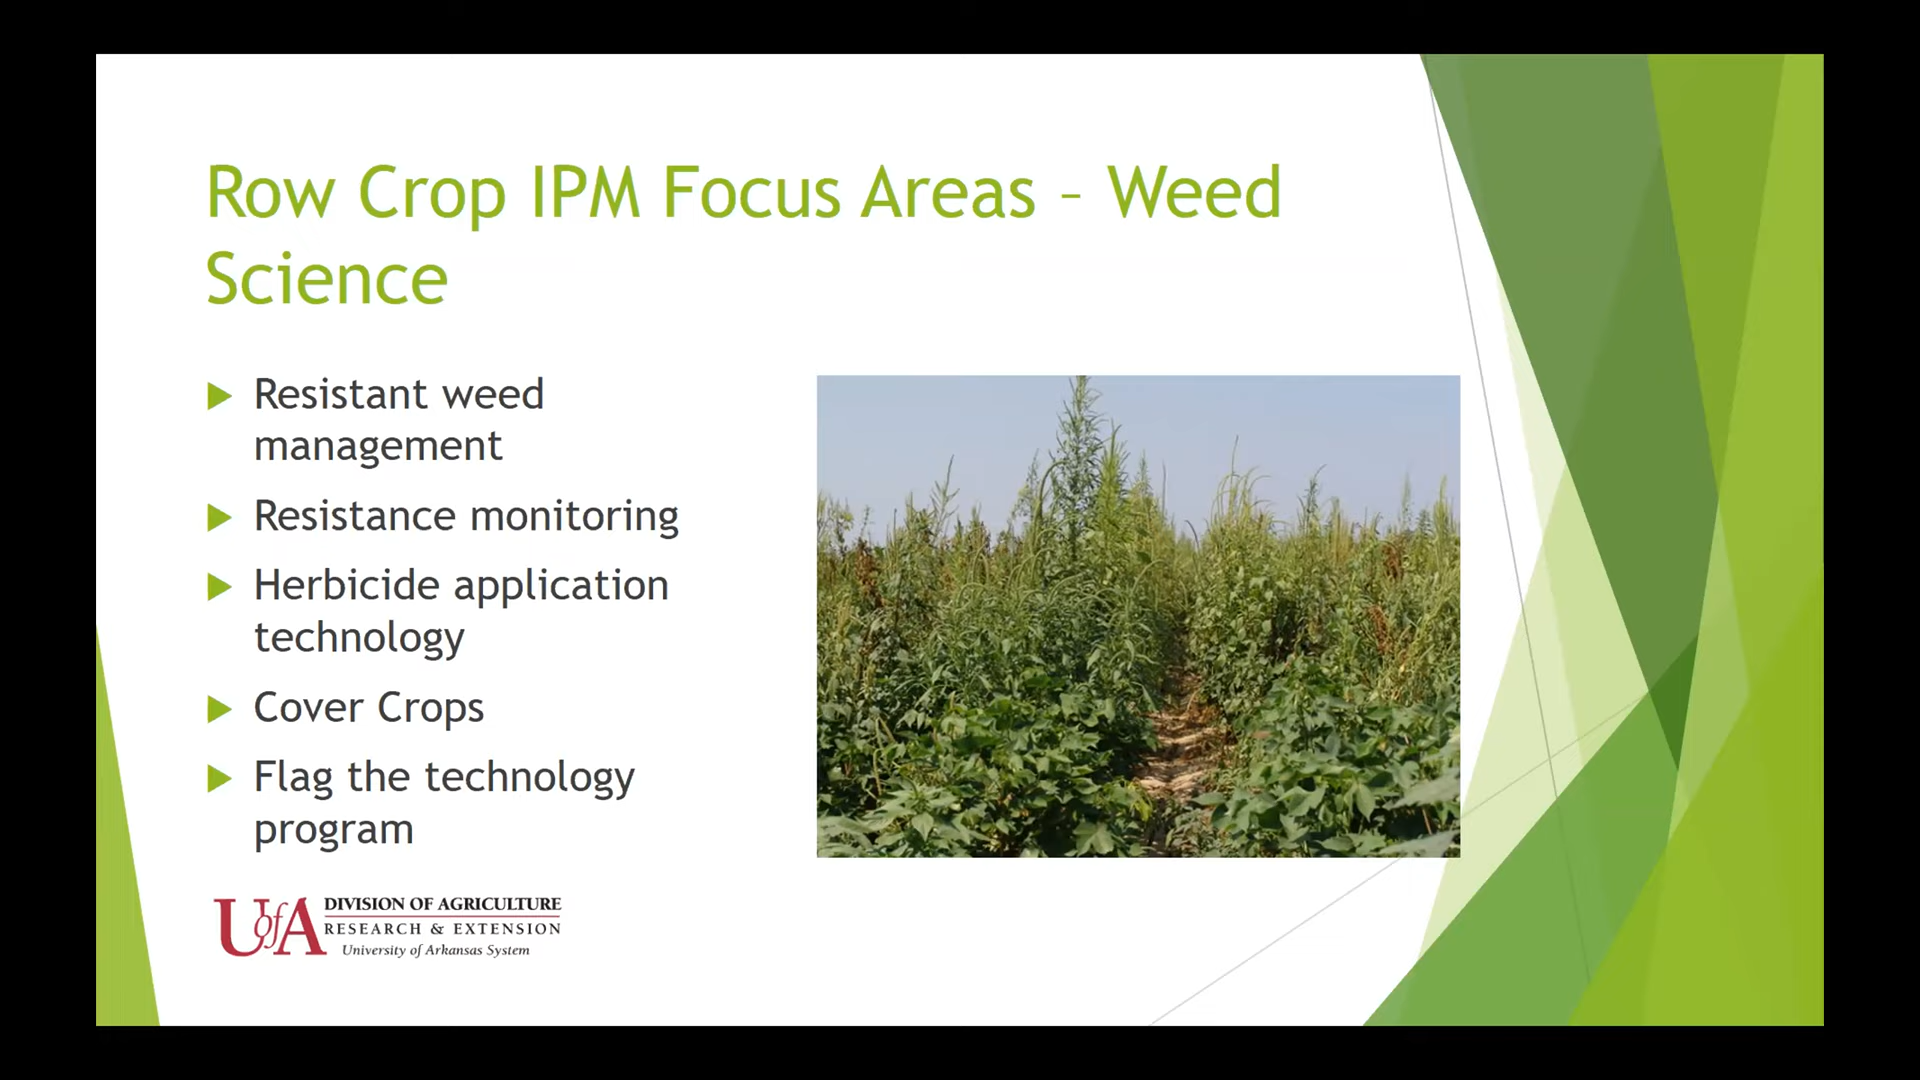 Row Crop IPM Focus Areas – Weed
Science
Resistant weed
management
Resistance monitoring
Herbicide application
technology
Cover Crops
Flag the technology
program
UofA
DIVISION OF AGRICULTURE
RESEARCH & EXTENSION
University of Arkansas System